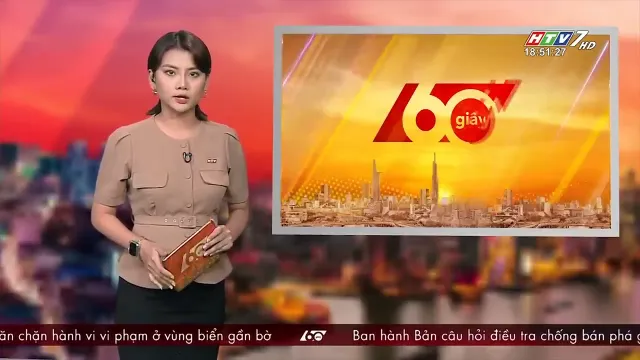 HTV7 HD
18:51:27
60 giây
ăn chặn hành vi vi phạm ở vùng biển gần bờ 60 Ban hành Bản câu hỏi điều tra chống bán phá g